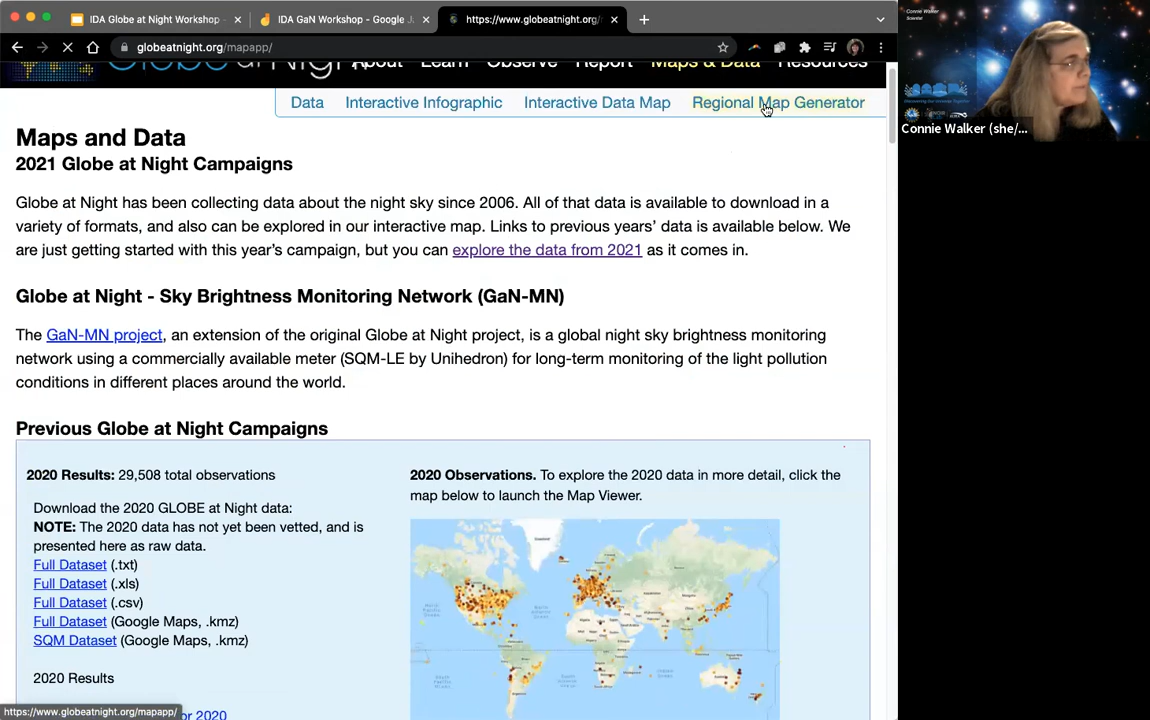 IDA Globe at Night Workshop
IDA GaN Workshop - Google J
https://www.globeatnight.org/
globeatnight.org/mapapp/
Globe at Night
About Learn Observe Report Maps & Data Resources
Data Interactive Infographic Interactive Data Map Regional Map Generator
Maps and Data
2021 Globe at Night Campaigns
Globe at Night has been collecting data about the night sky since 2006. All of that data is available to download in a
variety of formats, and also can be explored in our interactive map. Links to previous years' data is available below. We
are just getting started with this year's campaign, but you can explore the data from 2021 as it comes in.
Globe at Night - Sky Brightness Monitoring Network (GaN-MN)
The GaN-MN project, an extension of the original Globe at Night project, is a global night sky brightness monitoring
network using a commercially available meter (SQM-LE by Unihedron) for long-term monitoring of the light pollution
conditions in different places around the world.
Previous Globe at Night Campaigns
2020 Results: 29,508 total observations
Download the 2020 GLOBE at Night data:
NOTE: The 2020 data has not yet been vetted, and is
presented here as raw data.
Full Dataset (.txt)
Full Dataset (.xls)
Full Dataset (.csv)
Full Dataset (Google Maps, .kmz)
SQM Dataset (Google Maps, .kmz)
2020 Results
or 2020
2020 Observations. To explore the 2020 data in more detail, click the
map below to launch the Map Viewer.
https://www.globeatnight.org/mapapp/
Connie Walker
Scientist
Connie Walker (she/...